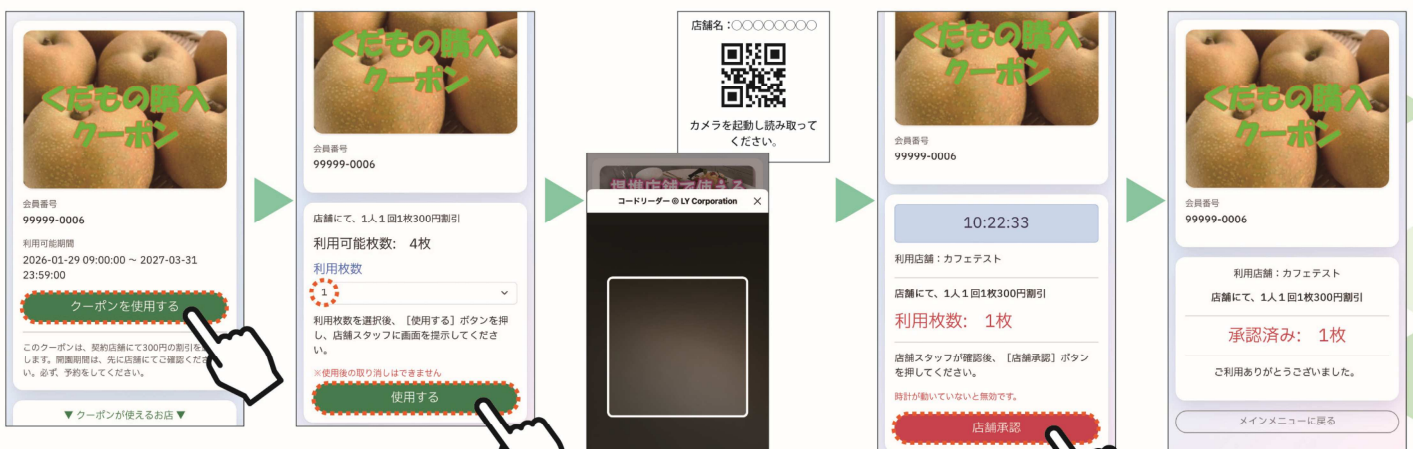 くだもの購入
クーポン
会員番号
99999-0006
利用可能期間
2026-01-29 09:00:00 ～ 2027-03-31
23:59:00
クーポンを使用する
このクーポンは、契約店舗にて300円の割引を
します。開園期間は、先に店舗にてご確認くださ
い。必ず、予約をしてください。
▼ クーポンが使えるお店 ▼
くだもの購入
クーポン
会員番号
99999-0006
店舗にて、1人１回1枚300円割引
利用可能枚数: 4枚
利用枚数
1
利用枚数を選択後、［使用する］ボタンを押
し、店舗スタッフに画面を提示してくださ
い。
※使用後の取り消しはできません
使用する
店舗名：○○○○○○○○
カメラを起動し読み取って
ください。
提携店舗で使える
コードリーダー © LY Corporation ×
くだもの購入
クーポン
会員番号
99999-0006
10:22:33
利用店舗：カフェテスト
店舗にて、1人１回1枚300円割引
利用枚数: 1枚
店舗スタッフが確認後、［店舗承認］ボタン
を押してください。
時計が動いていないと無効です。
店舗承認
くだもの購入
クーポン
会員番号
99999-0006
利用店舗：カフェテスト
店舗にて、1人１回1枚300円割引
承認済み: 1枚
ご利用ありがとうございました。
メインメニューに戻る